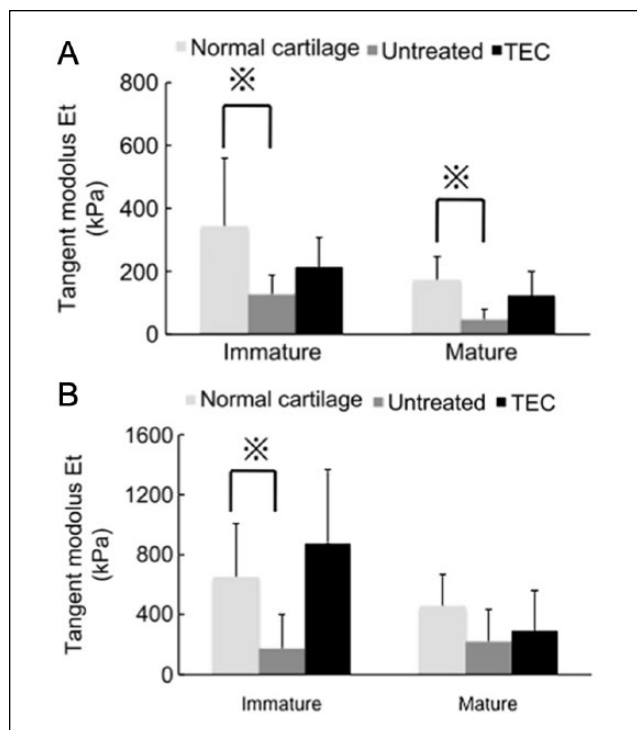 A
Normal cartilage Untreated TEC
Tangent modolus Et
(kPa)
800
600
400
200
0
※
※
Immature Mature
B
Normal cartilage Untreated TEC
Tangent modolus Et
(kPa)
1600
1200
800
400
0
※
Immature Mature